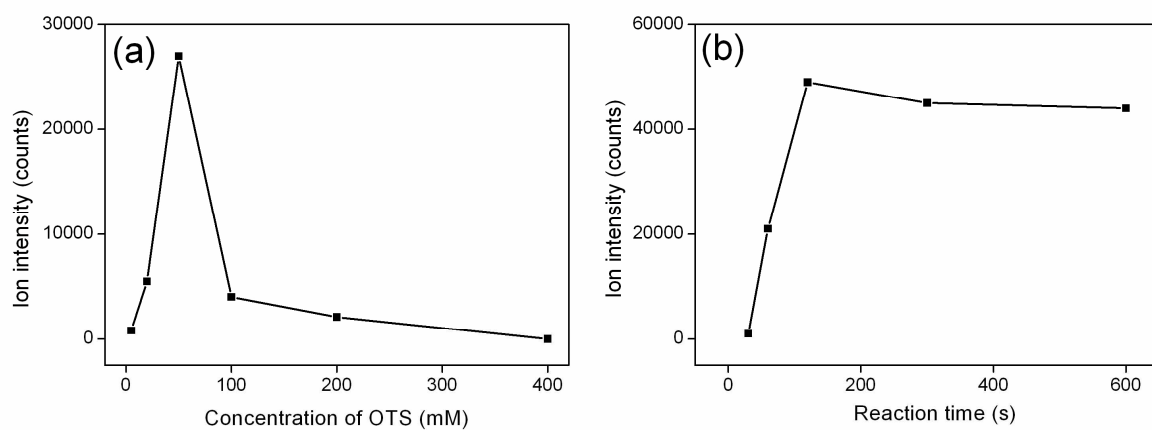 (a)
30000
20000
10000
0
Ion intensity (counts)
0 100 200 300 400
Concentration of OTS (mM)
(b)
60000
40000
20000
0
Ion intensity (counts)
0 200 400 600
Reaction time (s)